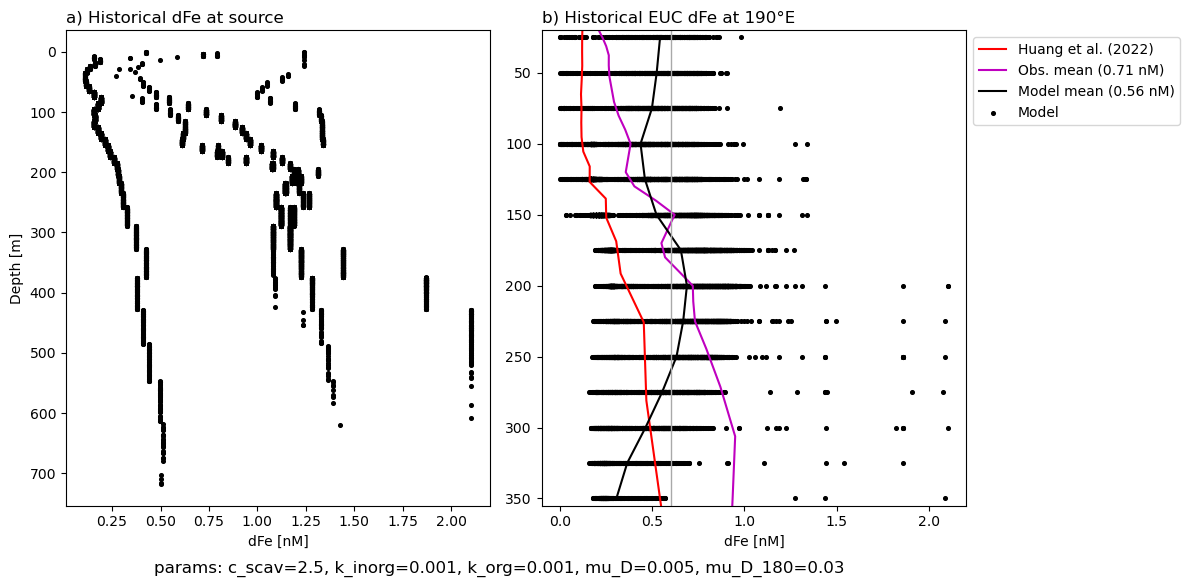 a) Historical dFe at source
b) Historical EUC dFe at 190°E
0
100
200
300
400
500
600
700
Depth [m]
0.25
0.50
0.75
1.00
1.25
1.50
1.75
2.00
dFe [nM]
50
100
150
200
250
300
350
0.0
0.5
1.0
1.5
2.0
dFe [nM]
Huang et al. (2022)
Obs. mean (0.71 nM)
Model mean (0.56 nM)
Model
params: c_scav=2.5, k_inorg=0.001, k_org=0.001, mu_D=0.005, mu_D_180=0.03